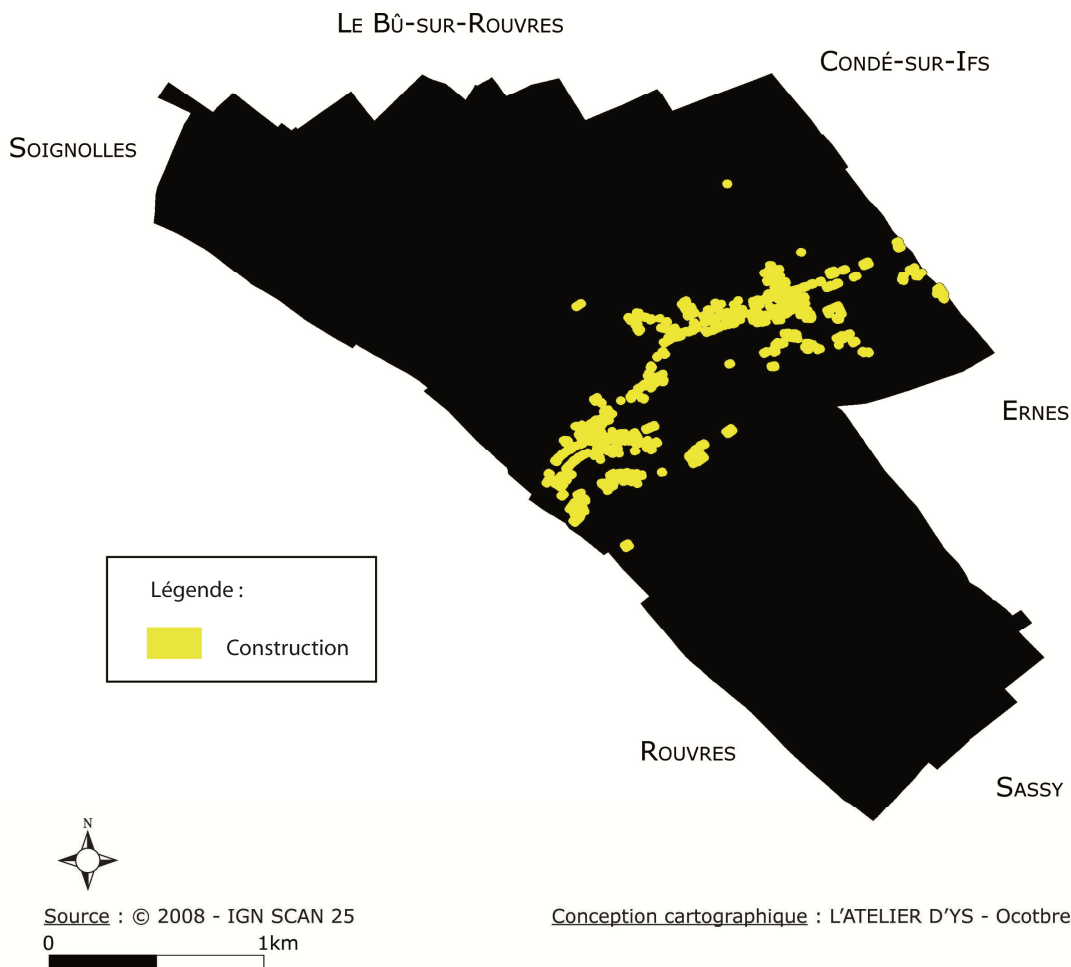 LE BÛ-SUR-ROUVRES
CONDÉ-SUR-IFS
SOIGNOLLES
ERNES
Légende :
Construction
ROUVRES
SASSY
N
Source : © 2008 - IGN SCAN 25
Conception cartographique : L'ATELIER D'YS - Ocotbre
0 1km